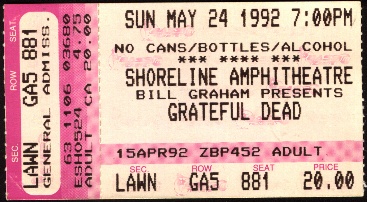 SUN MAY 24 1992 7:00PM
NO CANS/BOTTLES/ALCOHOL
*** **** ***
SHORELINE AMPHITHEATRE
BILL GRAHAM PRESENTS
GRATEFUL DEAD
15APR92 ZBP452 ADULT
SEC. ROW SEAT PRICE
LAWN GA5 881 20.00
SEC. ROW SEAT
LAWN GA5 881
GENERAL ADMISS.
63 1106 03680
ESH0524 4.75
ADULT CA 20.00